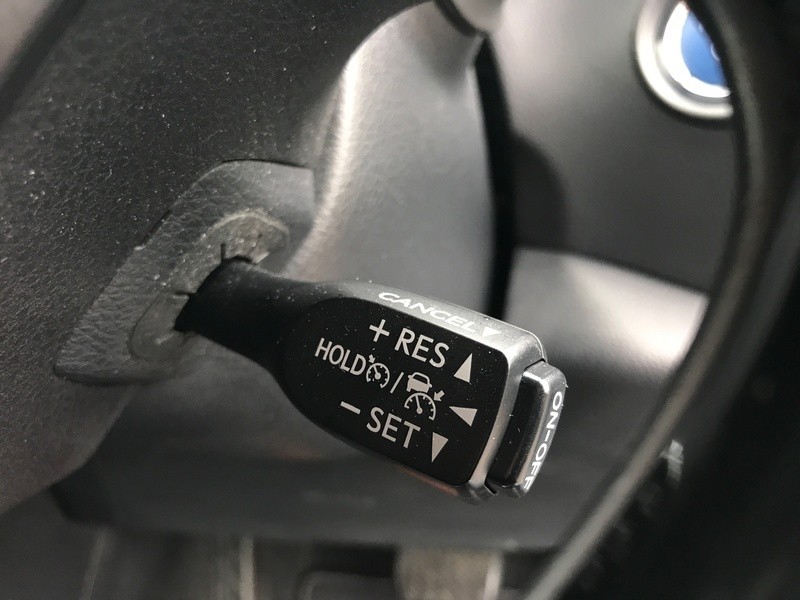 CANCEL
+ RES
HOLD /
− SET
ON-OFF